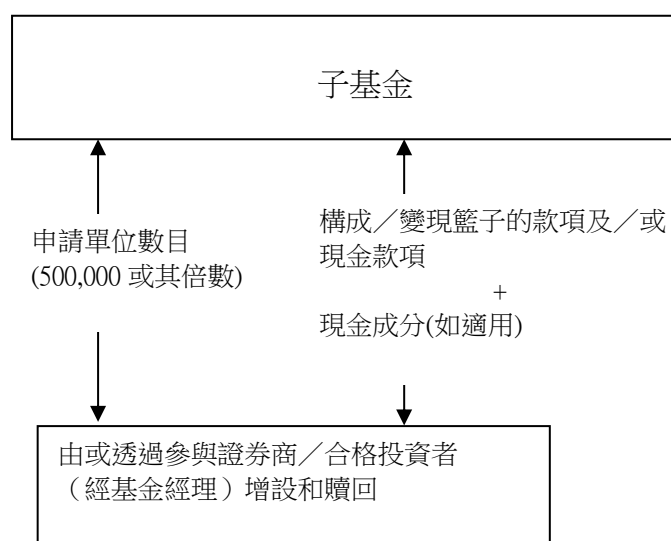 子基金
申請單位數目
(500,000 或其倍數)
構成／變現籃子的款項及／或
現金款項
+
現金成分(如適用)
由或透過參與證券商／合格投資者
（經基金經理）增設和贖回